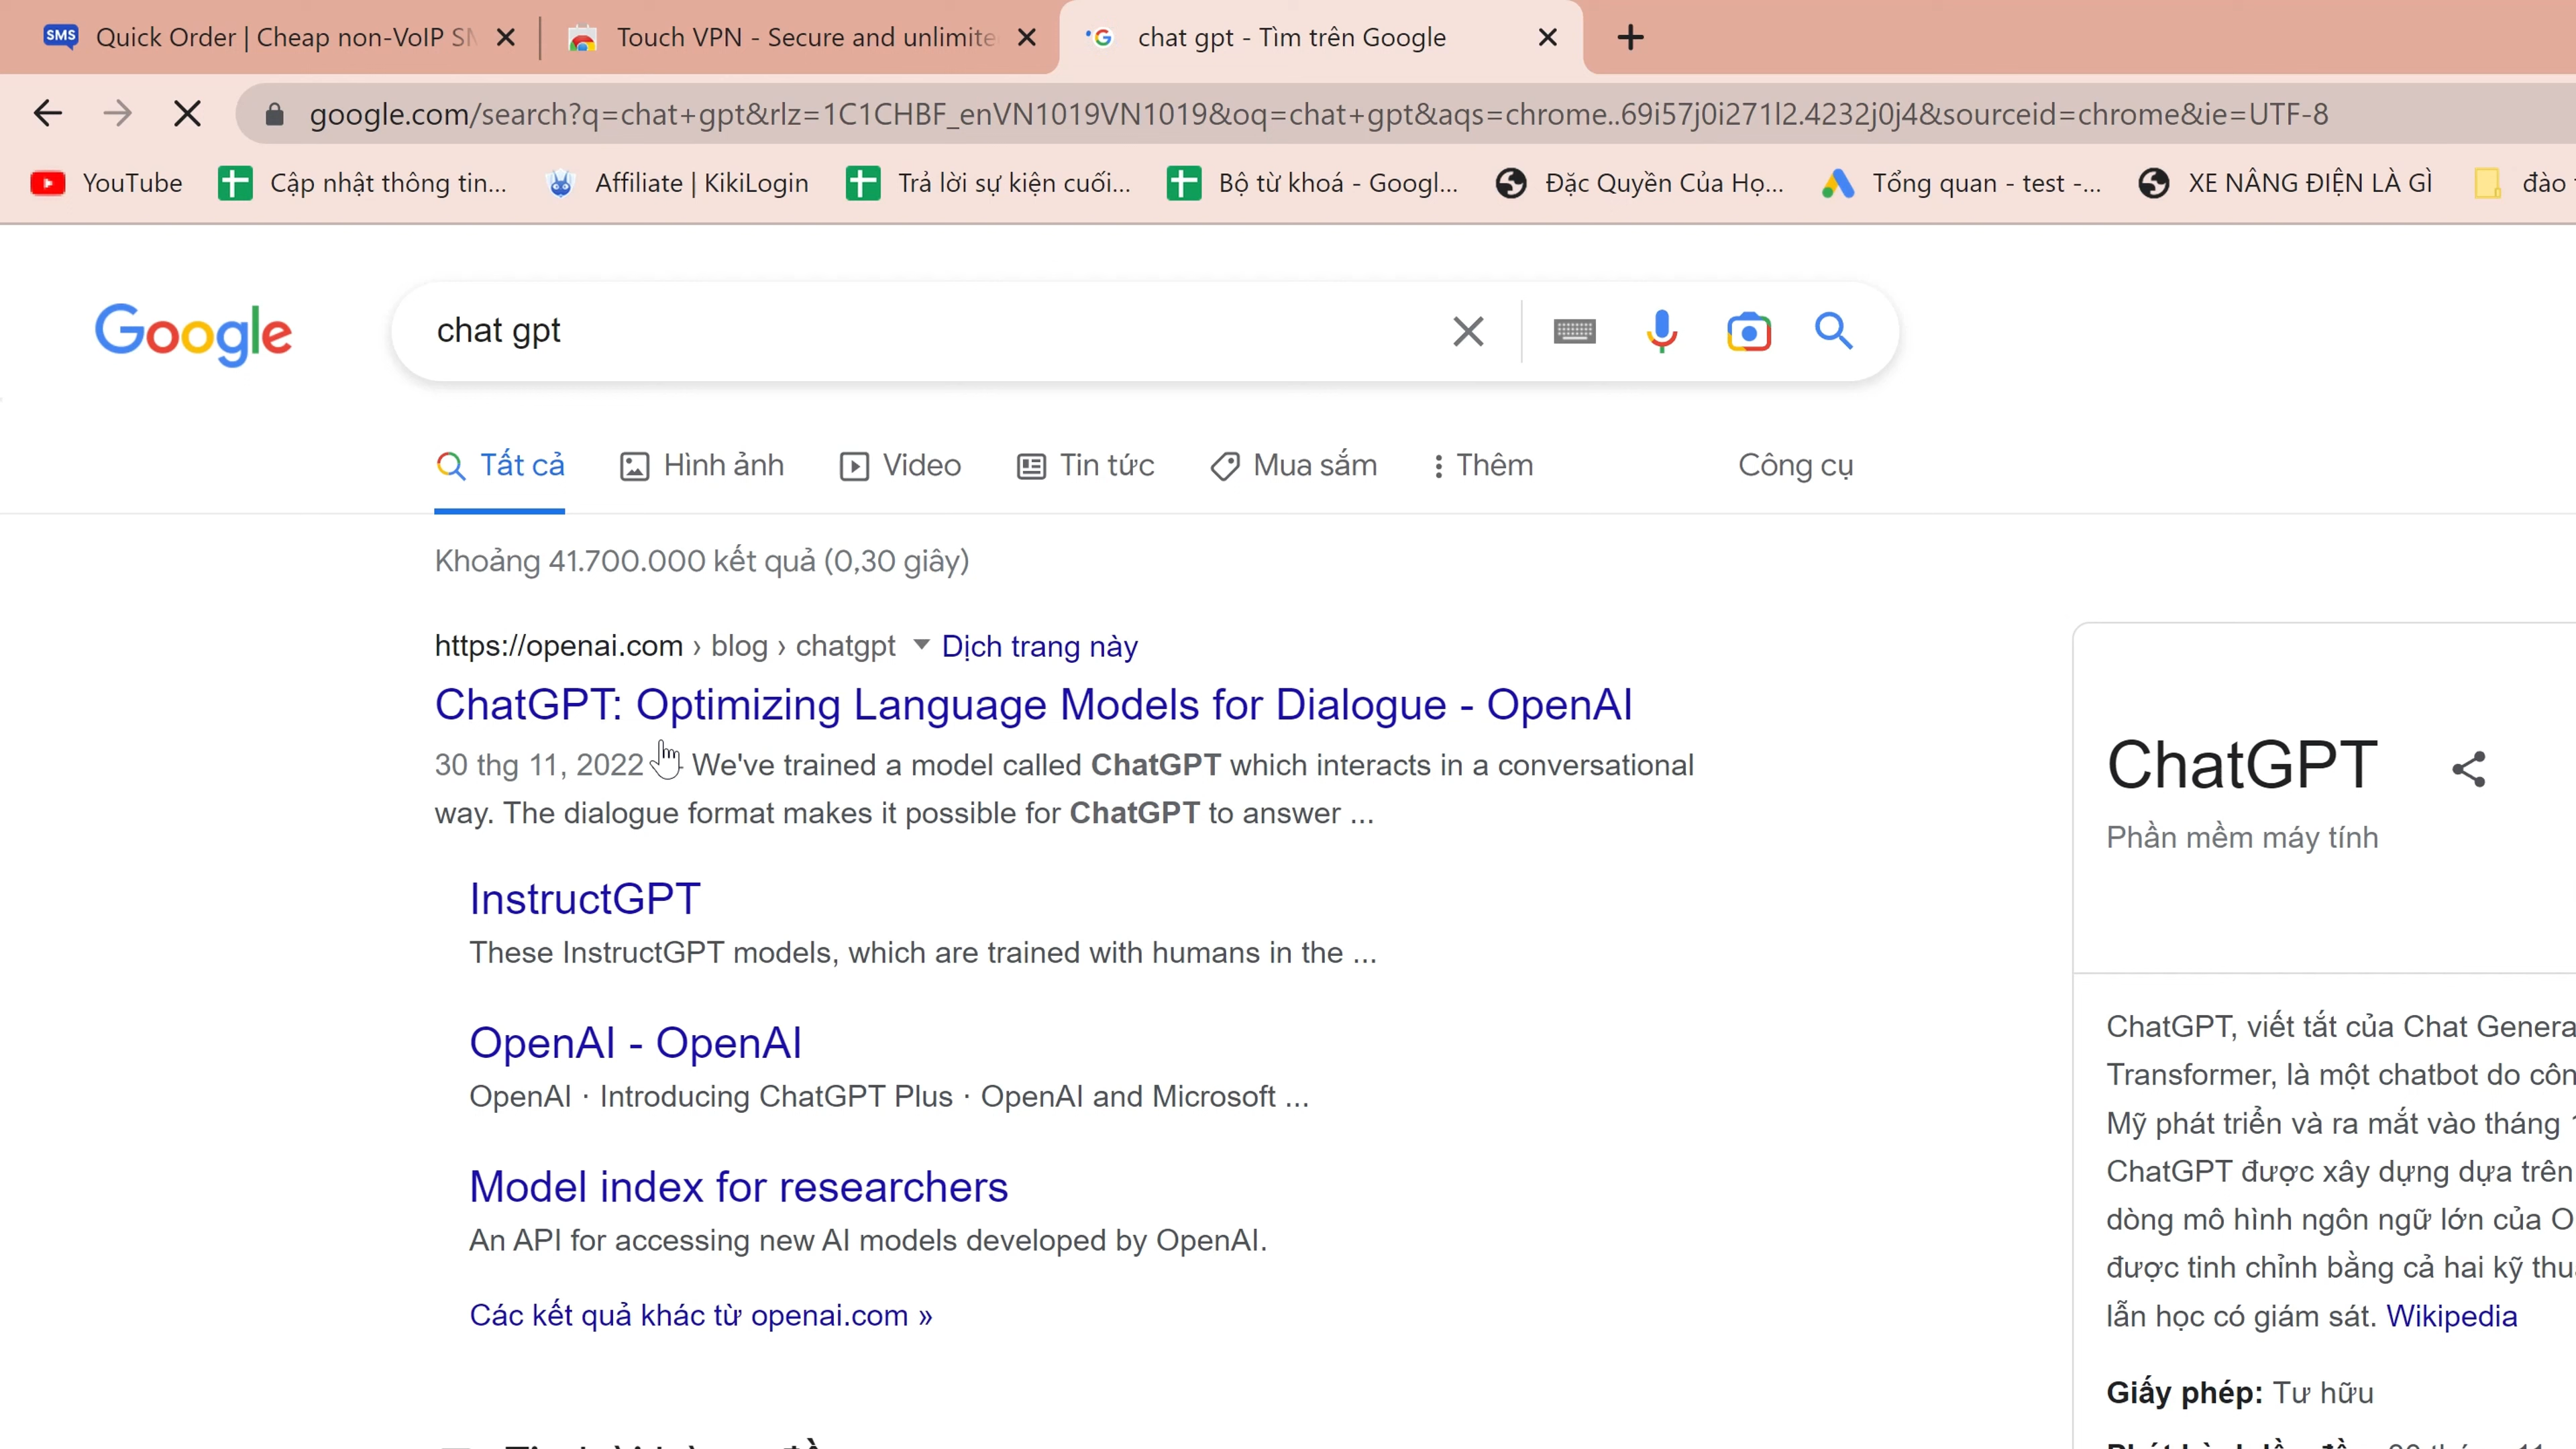 SMS Quick Order | Cheap non-VoIP SM
Touch VPN - Secure and unlimite
chat gpt - Tìm trên Google
google.com/search?q=chat+gpt&rlz=1C1CHBF_enVN1019VN1019&oq=chat+gpt&aqs=chrome..69i57j0i271l2.4232j0j4&sourceid=chrome&ie=UTF-8
YouTube Cập nhật thông tin... Affiliate | KikiLogin Trả lời sự kiện cuối... Bộ từ khoá - Googl... Đặc Quyền Của Họ... Tổng quan - test -... XE NÂNG ĐIỆN LÀ GÌ đào
Google
chat gpt
Tất cả Hình ảnh Video Tin tức Mua sắm Thêm Công cụ
Khoảng 41.700.000 kết quả (0,30 giây)
https://openai.com › blog › chatgpt Dịch trang này
ChatGPT: Optimizing Language Models for Dialogue - OpenAI
30 thg 11, 2022 - We've trained a model called ChatGPT which interacts in a conversational
way. The dialogue format makes it possible for ChatGPT to answer ...
InstructGPT
These InstructGPT models, which are trained with humans in the ...
OpenAI - OpenAI
OpenAI · Introducing ChatGPT Plus · OpenAI and Microsoft ...
Model index for researchers
An API for accessing new AI models developed by OpenAI.
Các kết quả khác từ openai.com »
ChatGPT
Phần mềm máy tính
ChatGPT, viết tắt của Chat Genera
Transformer, là một chatbot do côn
Mỹ phát triển và ra mắt vào tháng
ChatGPT được xây dựng dựa trên
dòng mô hình ngôn ngữ lớn của O
được tinh chỉnh bằng cả hai kỹ thu
lẫn học có giám sát. Wikipedia
Giấy phép: Tư hữu